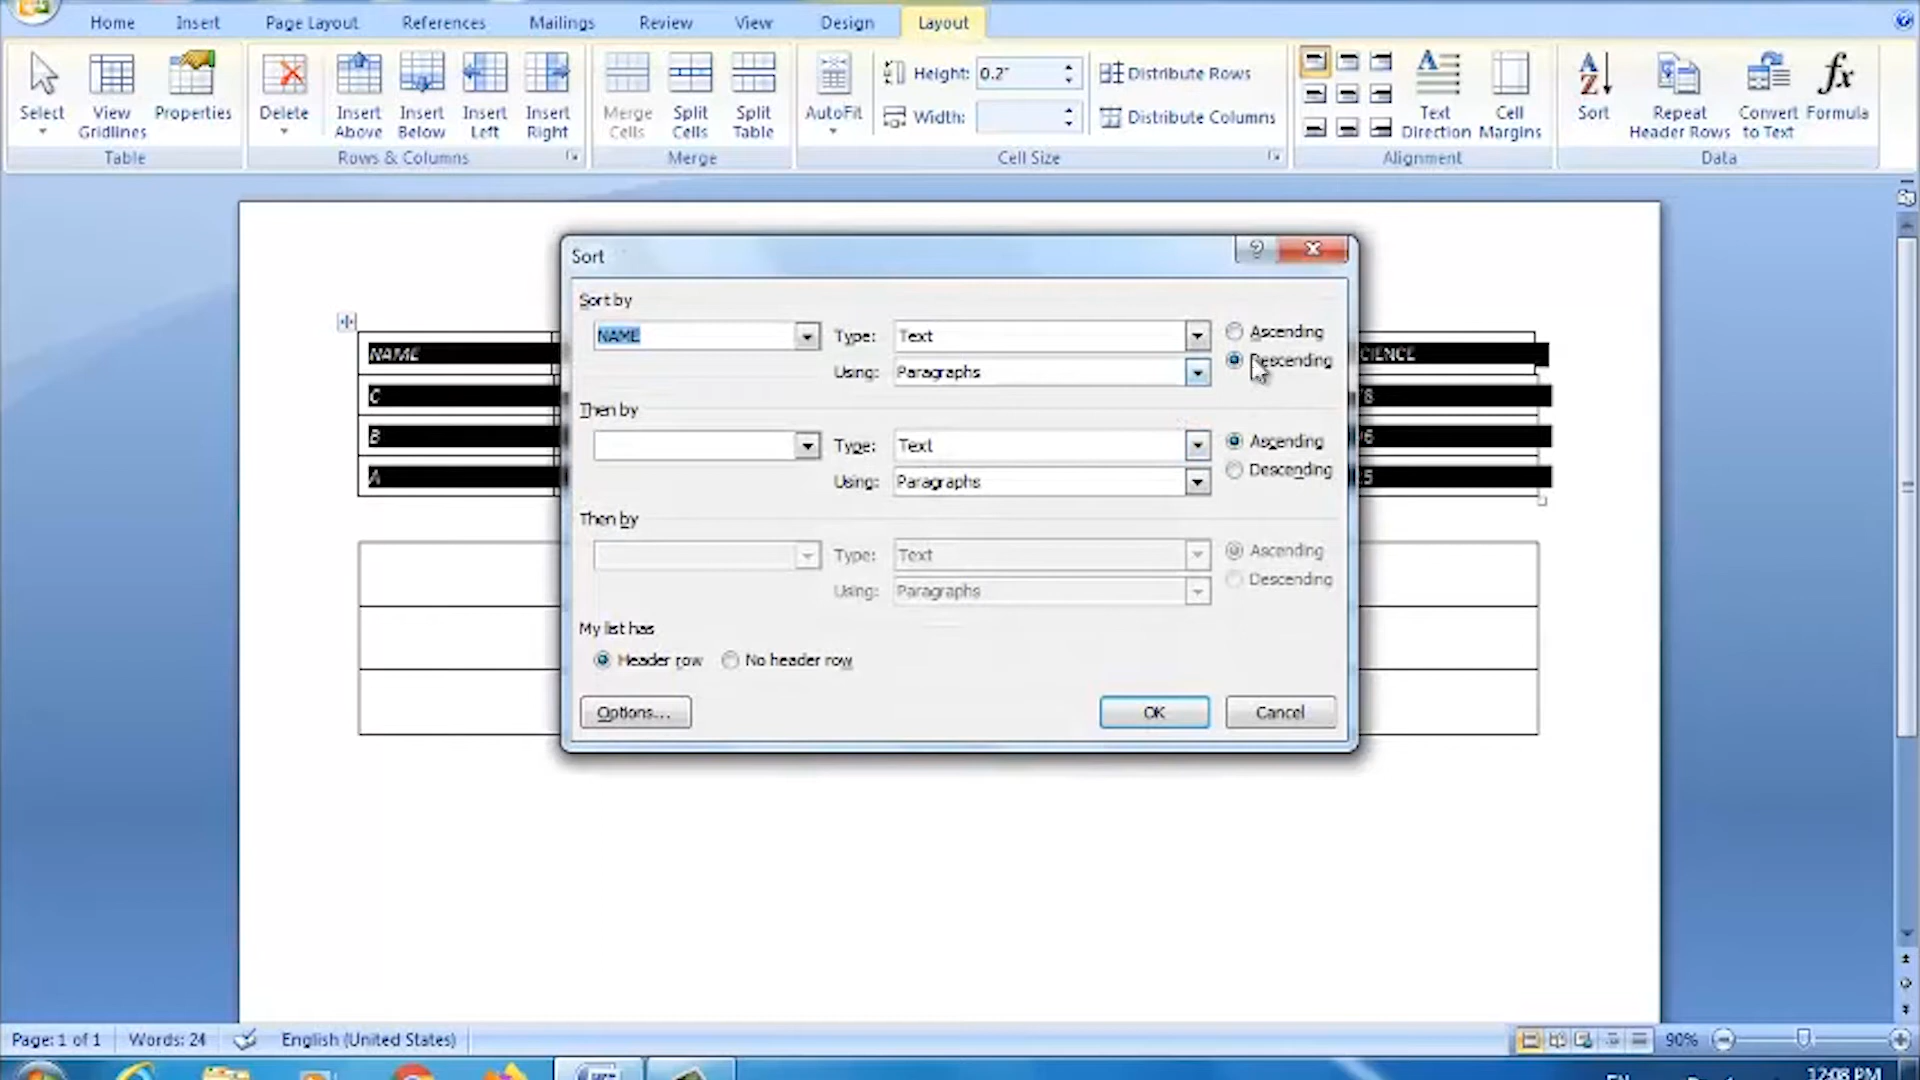 Home Insert Page Layout References Mailings Review View Design Layout
Select View Gridlines Properties Delete Insert Above Insert Below Insert Left Insert Right Merge Cells Split Cells Split Table AutoFit Height: 0.2" Distribute Rows Text Direction Cell Margins Sort Repeat Header Rows Convert to Text Formula
Width: Distribute Columns
Table Rows & Columns Merge Cell Size Alignment Data
Sort
Sort by
NAME Type: Text Ascending
Using: Paragraphs Descending
Then by
Type: Text Ascending
Using: Paragraphs Descending
Then by
Type: Text Ascending
Using: Paragraphs Descending
My list has
Header row No header row
Options... OK Cancel
NAME CIENCE
C
B
A
Page: 1 of 1 Words: 24 English (United States) 90%
12:08 PM